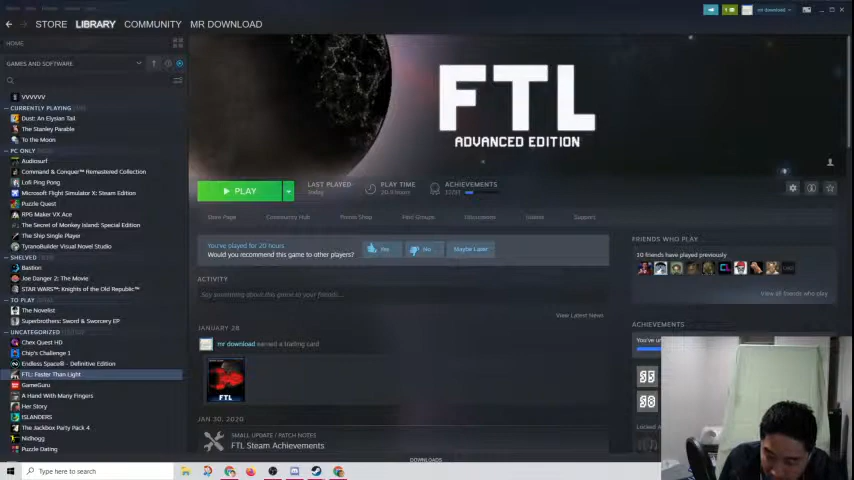 STORE LIBRARY COMMUNITY MR DOWNLOAD
mr download
HOME
GAMES AND SOFTWARE
VVVVVV
CURRENTLY PLAYING
Dust: An Elysian Tail
The Stanley Parable
To the Moon
PC ONLY
Audiosurf
Command & Conquer™ Remastered Collection
Lofi Ping Pong
Microsoft Flight Simulator X: Steam Edition
Puzzle Quest
RPG Maker VX Ace
The Secret of Monkey Island: Special Edition
The Ship Single Player
TyranoBuilder Visual Novel Studio
SHELVED
Bastion
Joe Danger 2: The Movie
STAR WARS™: Knights of the Old Republic™
TO PLAY
The Novelist
Superbrothers: Sword & Sworcery EP
UNCATEGORIZED
Chex Quest HD
Chip's Challenge 1
Endless Space® - Definitive Edition
FTL: Faster Than Light
GameGuru
A Hand With Many Fingers
Her Story
ISLANDERS
The Jackbox Party Pack 4
Nidhogg
Puzzle Dating
FTL
ADVANCED EDITION
PLAY
LAST PLAYED
Today
PLAY TIME
20.9 hours
ACHIEVEMENTS
Store Page Community Hub Points Shop Discussions Guides Support
You've played for 20 hours
Would you recommend this game to other players?
Yes
No
Maybe Later
ACTIVITY
Say something about this game to your friends...
View Latest News
JANUARY 28
mr download earned a trading card
FTL
JAN 30, 2020
SMALL UPDATE / PATCH NOTES
FTL Steam Achievements
FRIENDS WHO PLAY
10 friends have played previously
View all friends who play
ACHIEVEMENTS
DOWNLOADS
Type here to search